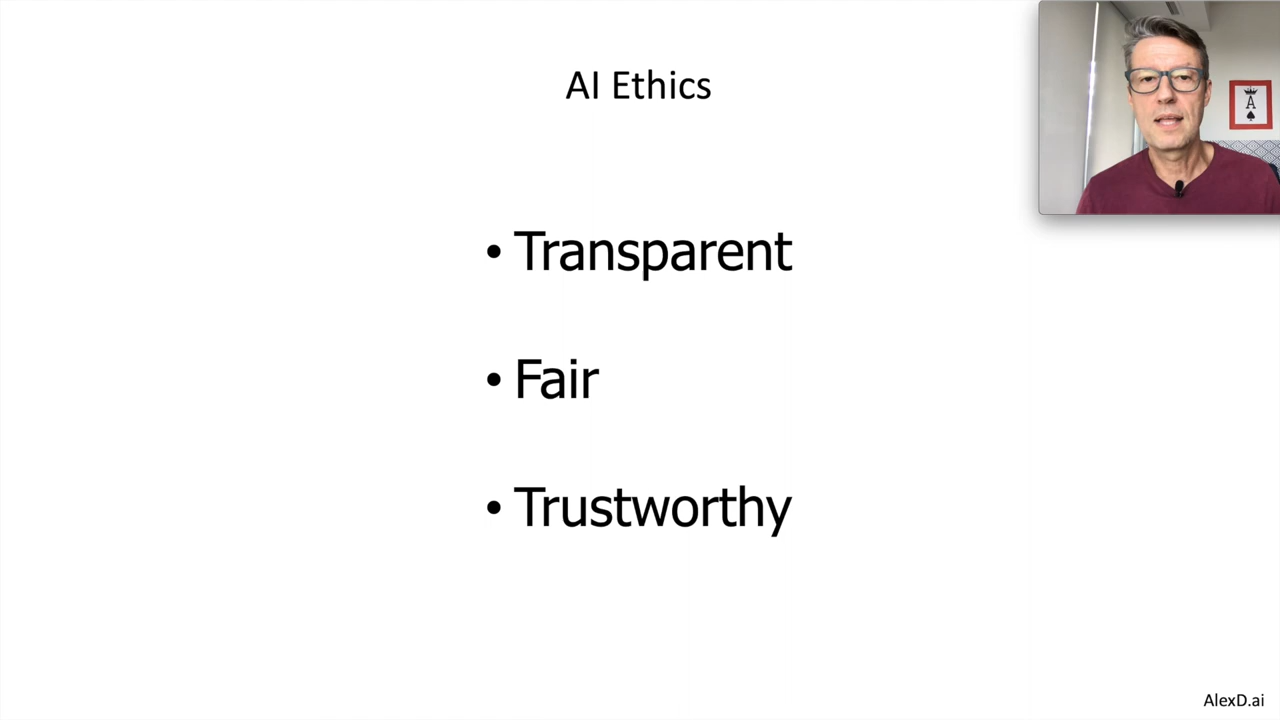 AI Ethics
• Transparent
• Fair
• Trustworthy
A
AlexD.ai